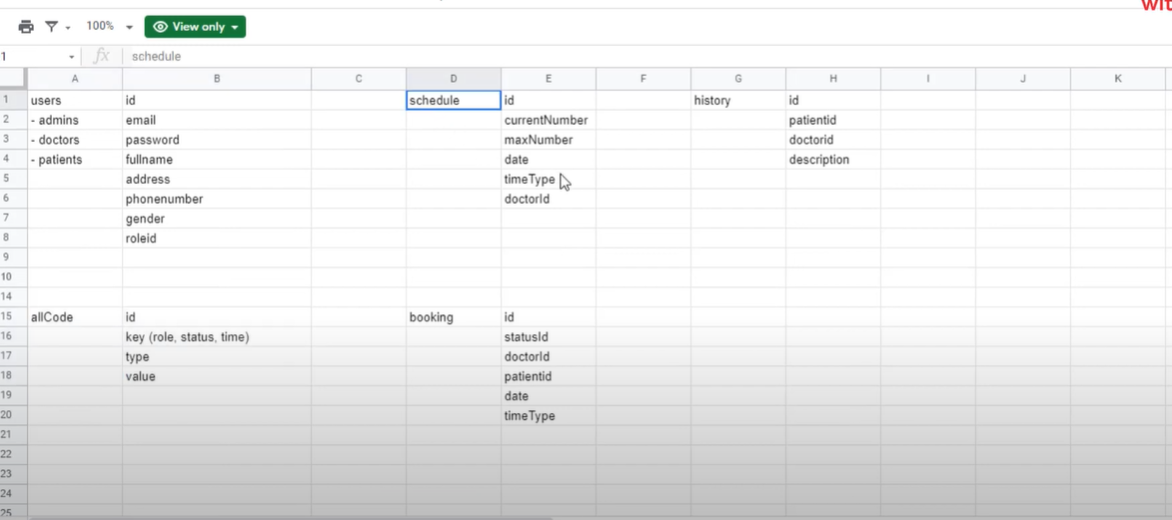 wit
100%
View only
1
fx
schedule
A B C D E F G H I J K
1 users id schedule id history id
2 - admins email currentNumber patientid
3 - doctors password maxNumber doctorid
4 - patients fullname date description
5 address timeType
6 phonenumber doctorId
7 gender
8 roleid
9
10
14
15 allCode id booking id
16 key (role, status, time) statusId
17 type doctorId
18 value patientid
19 date
20 timeType
21
22
23
24
25